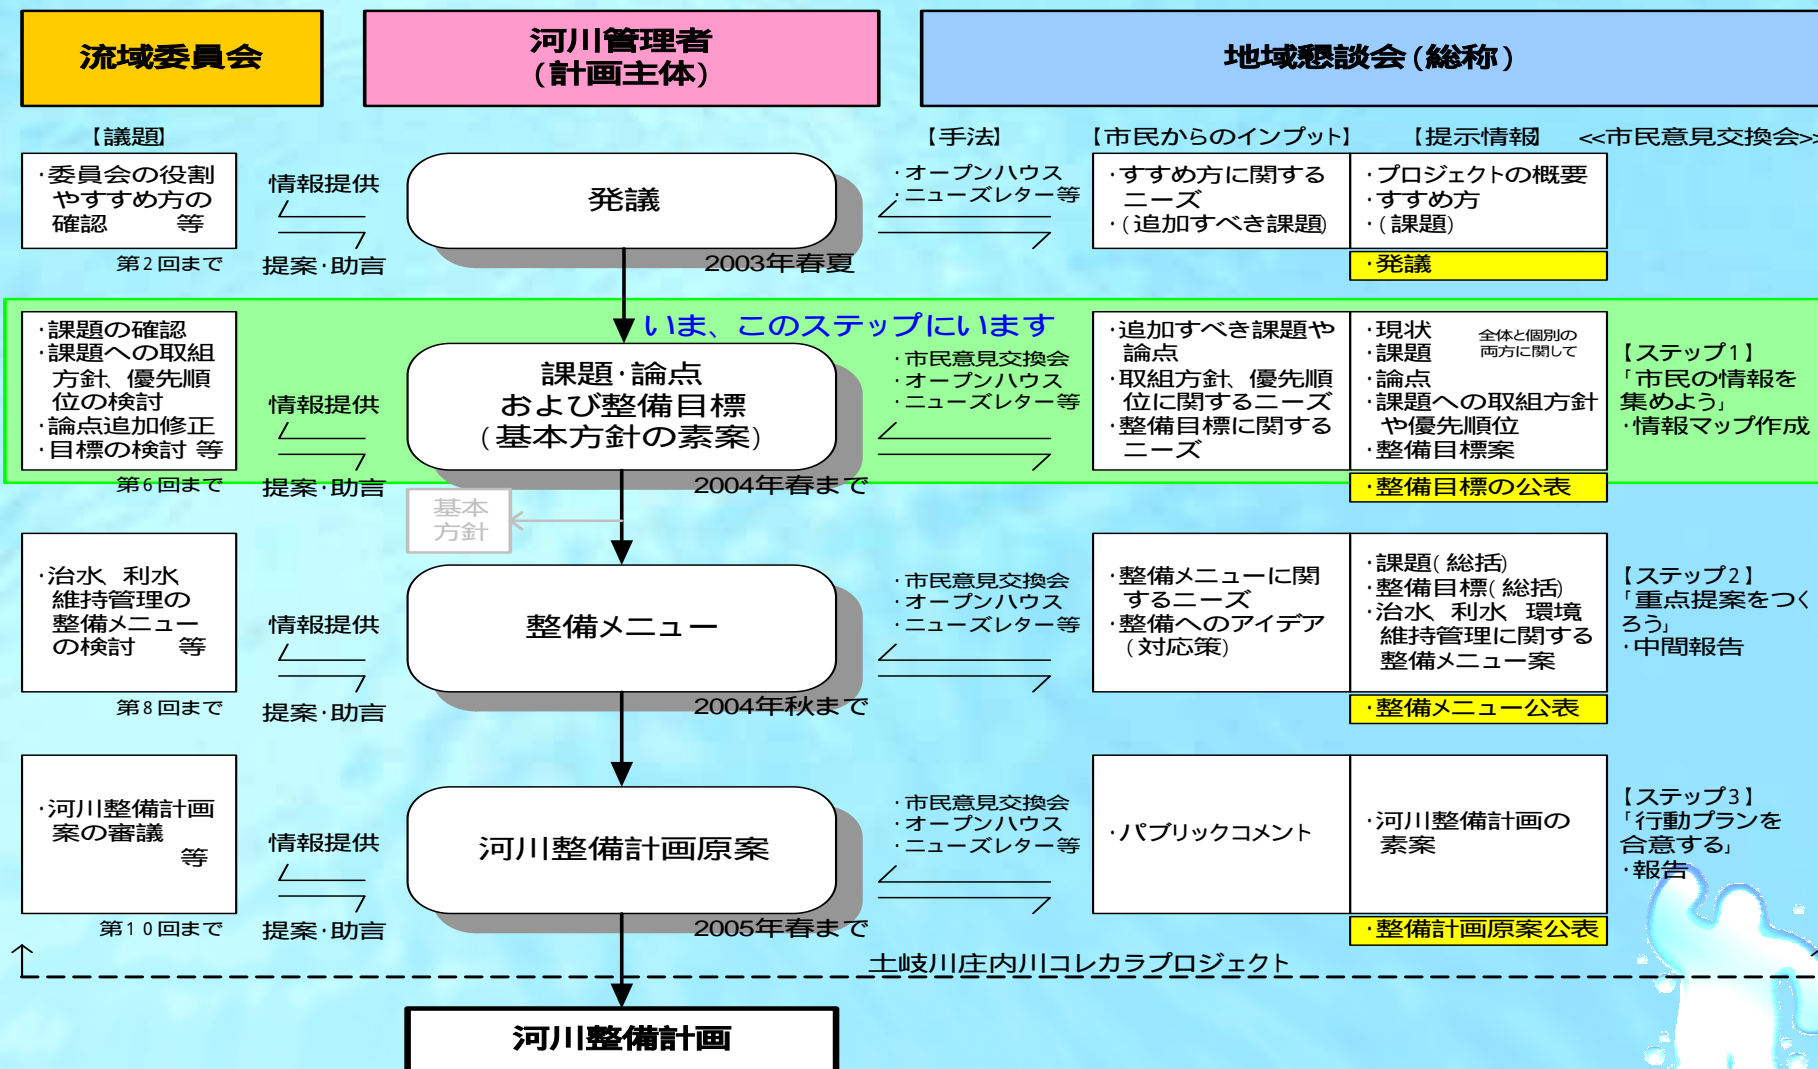 流域委員会
河川管理者
(計画主体)
地域懇談会(総称)
【議題】
【手法】
【市民からのインプット】
【提示情報】
<<市民意見交換会>>
・委員会の役割
やすすめ方の
確認　　等
第2回まで
情報提供
提案・助言
発議
2003年春夏
・オープンハウス
・ニューズレター等
・すすめ方に関する
ニーズ
・(追加すべき課題)
・プロジェクトの概要
・すすめ方
・(課題)
・発議
いま、このステップにいます
・課題の確認
・課題への取組
方針、優先順
位の検討
・論点追加修正
・目標の検討 等
第6回まで
情報提供
提案・助言
課題・論点
および整備目標
(基本方針の素案)
2004年春まで
・市民意見交換会
・オープンハウス
・ニューズレター等
・追加すべき課題や
論点
・取組方針、優先順
位に関するニーズ
・整備目標に関する
ニーズ
・現状
・課題
全体と個別の
両方に関して
・論点
・課題への取組方針
や優先順位
・整備目標案
・整備目標の公表
【ステップ1】
「市民の情報を
集めよう」
・情報マップ作成
基本
方針
・治水、利水
維持管理の
整備メニュー
の検討　　等
第8回まで
情報提供
提案・助言
整備メニュー
2004年秋まで
・市民意見交換会
・オープンハウス
・ニューズレター等
・整備メニューに関
するニーズ
・整備へのアイデア
(対応策)
・課題(総括)
・整備目標(総括)
・治水、利水 環境
維持管理に関する
整備メニュー案
・整備メニュー公表
【ステップ2】
「重点提案をつく
ろう」
・中間報告
・河川整備計画
案の審議
等
第10回まで
情報提供
提案・助言
河川整備計画原案
2005年春まで
・市民意見交換会
・オープンハウス
・ニューズレター等
・パブリックコメント
・河川整備計画の
素案
・整備計画原案公表
【ステップ3】
「行動プランを
合意する」
・報告
土岐川庄内川コレカラプロジェクト
河川整備計画